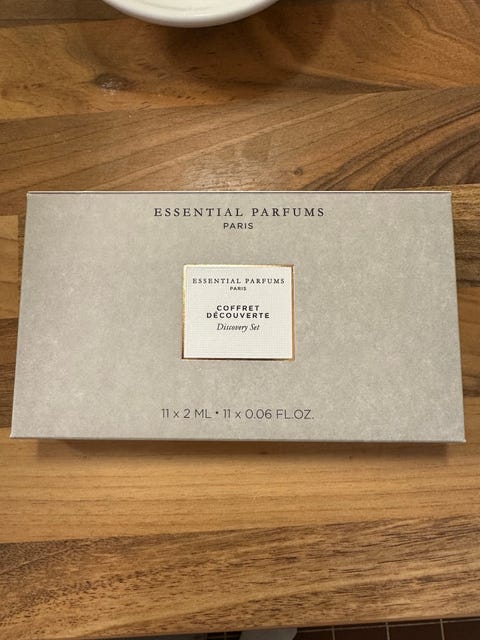 ESSENTIAL PARFUMS
PARIS
ESSENTIAL PARFUMS
PARIS
COFFRET
DÉCOUVERTE
Discovery Set
11 x 2 ML • 11 x 0.06 FL.OZ.